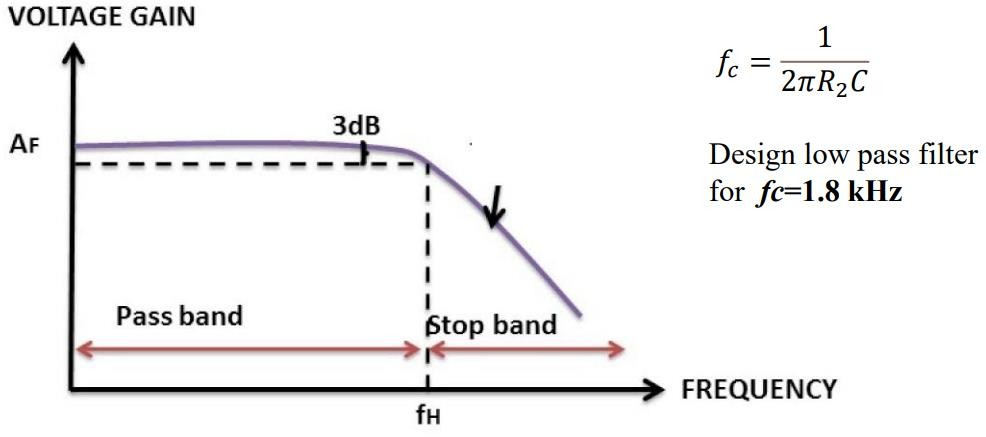 VOLTAGE GAIN
AF
3dB
Pass band
Stop band
FREQUENCY
fH
fc = 1 / 2πR₂C
Design low pass filter
for fc=1.8 kHz